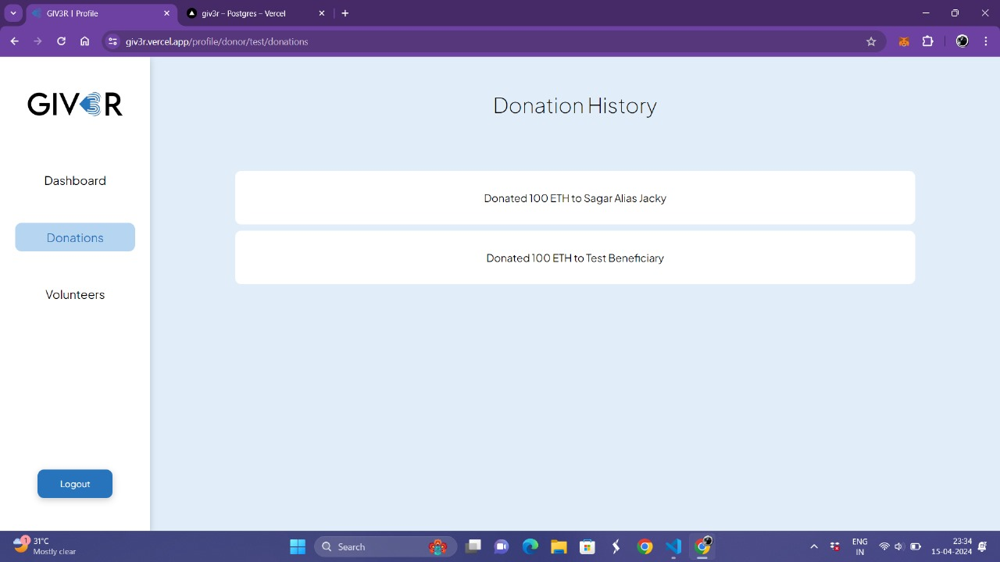 GIV3R | Profile
giv3r – Postgres – Vercel
giv3r.vercel.app/profile/donor/test/donations
GIV3R
Dashboard
Donations
Volunteers
Logout
Donation History
Donated 100 ETH to Sagar Alias Jacky
Donated 100 ETH to Test Beneficiary
1
31°C
Mostly clear
Search
ENG
IN
23:34
15-04-2024